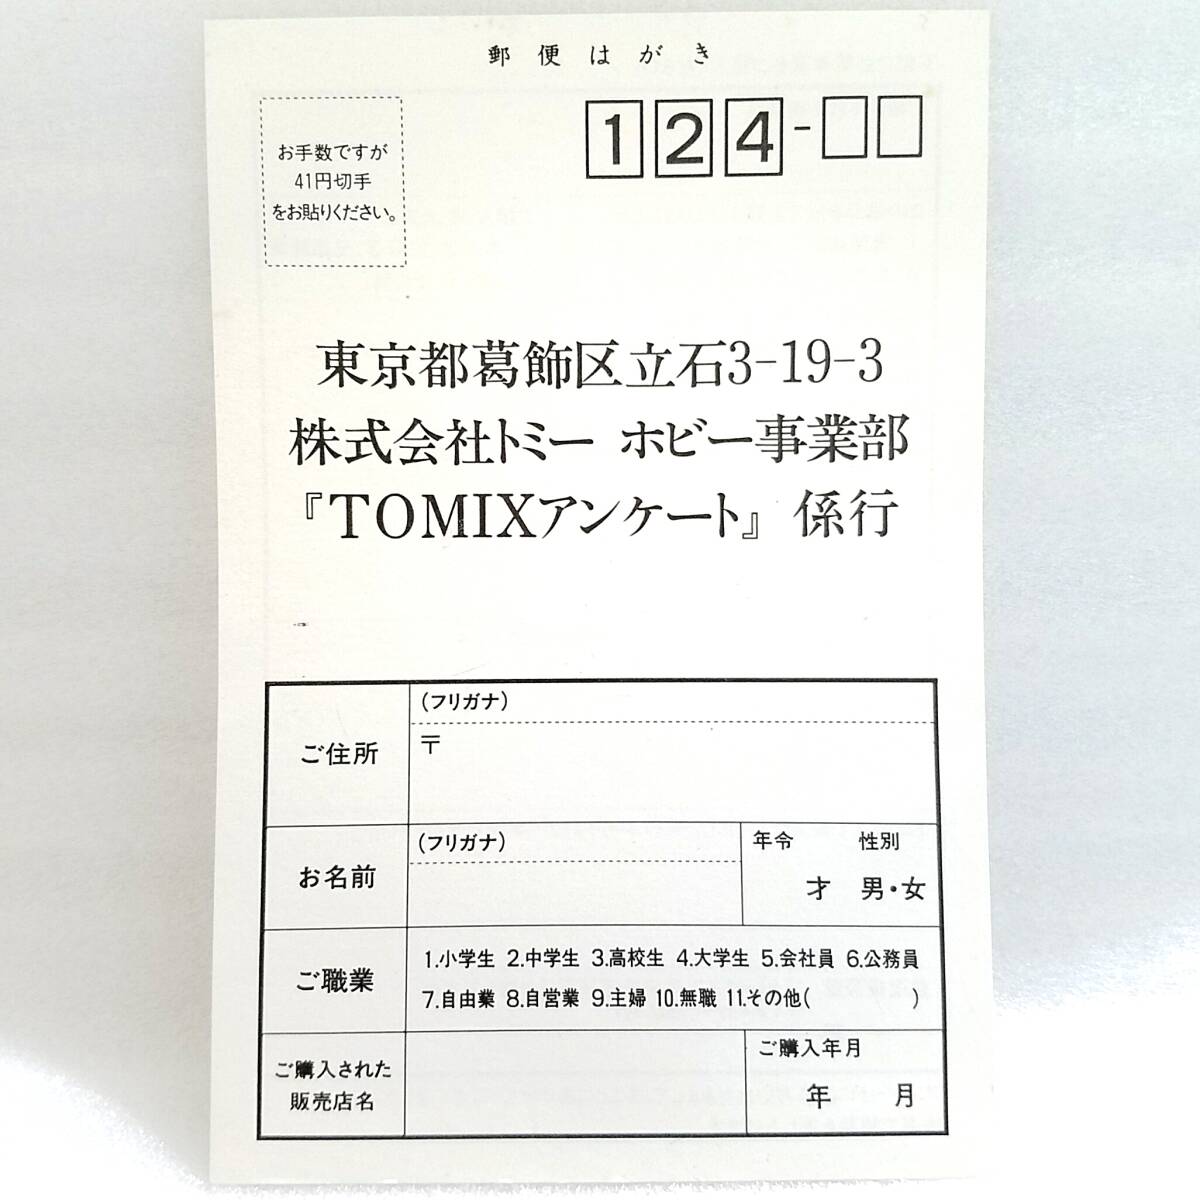 郵便はがき
124-
お手数ですが
41円切手
をお貼りください。
東京都葛飾区立石3-19-3
株式会社トミー ホビー事業部
『TOMIXアンケート』係行
ご住所
(フリガナ)
〒
お名前
(フリガナ)
年令 性別
才 男・女
ご職業
1.小学生 2.中学生 3.高校生 4.大学生 5.会社員 6.公務員
7.自由業 8.自営業 9.主婦 10.無職 11.その他( )
ご購入された
販売店名
ご購入年月
年 月